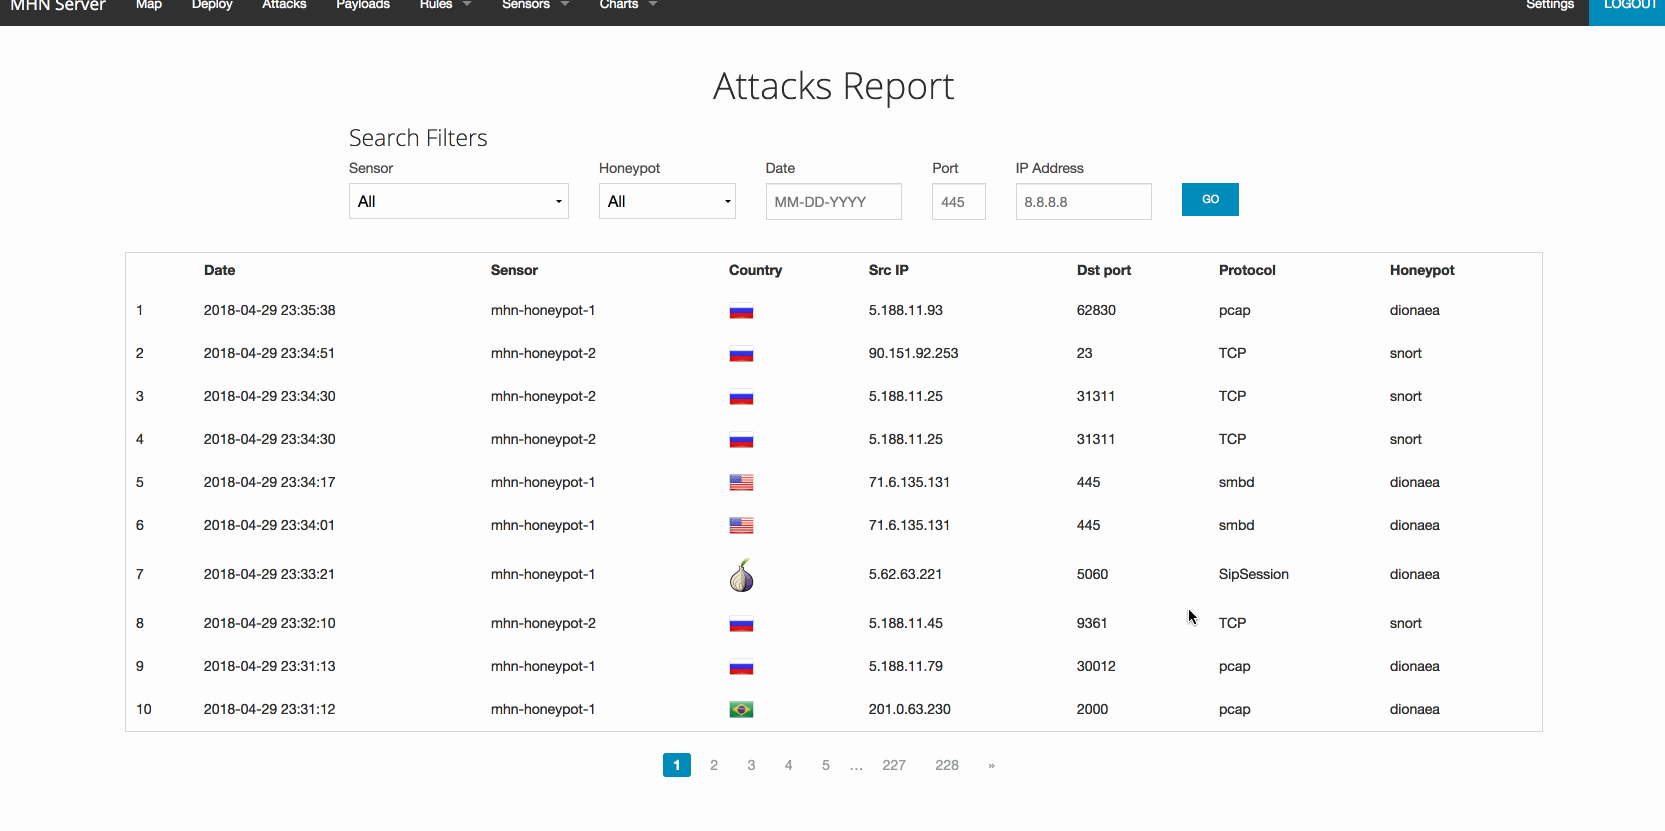 MHN Server Map Deploy Attacks Payloads Rules Sensors Charts Settings LOGOUT
Attacks Report
Search Filters
Sensor Honeypot Date Port IP Address
All All MM-DD-YYYY 445 8.8.8.8 GO
Date Sensor Country Src IP Dst port Protocol Honeypot
1 2018-04-29 23:35:38 mhn-honeypot-1 5.188.11.93 62830 pcap dionaea
2 2018-04-29 23:34:51 mhn-honeypot-2 90.151.92.253 23 TCP snort
3 2018-04-29 23:34:30 mhn-honeypot-2 5.188.11.25 31311 TCP snort
4 2018-04-29 23:34:30 mhn-honeypot-2 5.188.11.25 31311 TCP snort
5 2018-04-29 23:34:17 mhn-honeypot-1 71.6.135.131 445 smbd dionaea
6 2018-04-29 23:34:01 mhn-honeypot-1 71.6.135.131 445 smbd dionaea
7 2018-04-29 23:33:21 mhn-honeypot-1 5.62.63.221 5060 SipSession dionaea
8 2018-04-29 23:32:10 mhn-honeypot-2 5.188.11.45 9361 TCP snort
9 2018-04-29 23:31:13 mhn-honeypot-1 5.188.11.79 30012 pcap dionaea
10 2018-04-29 23:31:12 mhn-honeypot-1 201.0.63.230 2000 pcap dionaea
1 2 3 4 5 … 227 228 »